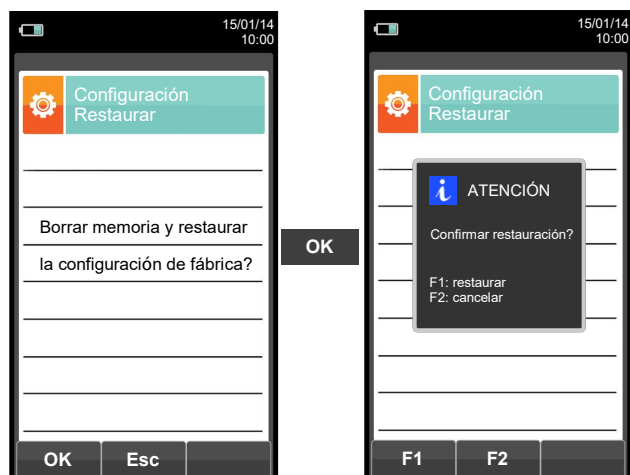 15/01/14
10:00
Configuración
Restaurar
Borrar memoria y restaurar
la configuración de fábrica?
OK
Esc
OK
15/01/14
10:00
Configuración
Restaurar
i ATENCIÓN
Confirmar restauración?
F1: restaurar
F2: cancelar
F1
F2